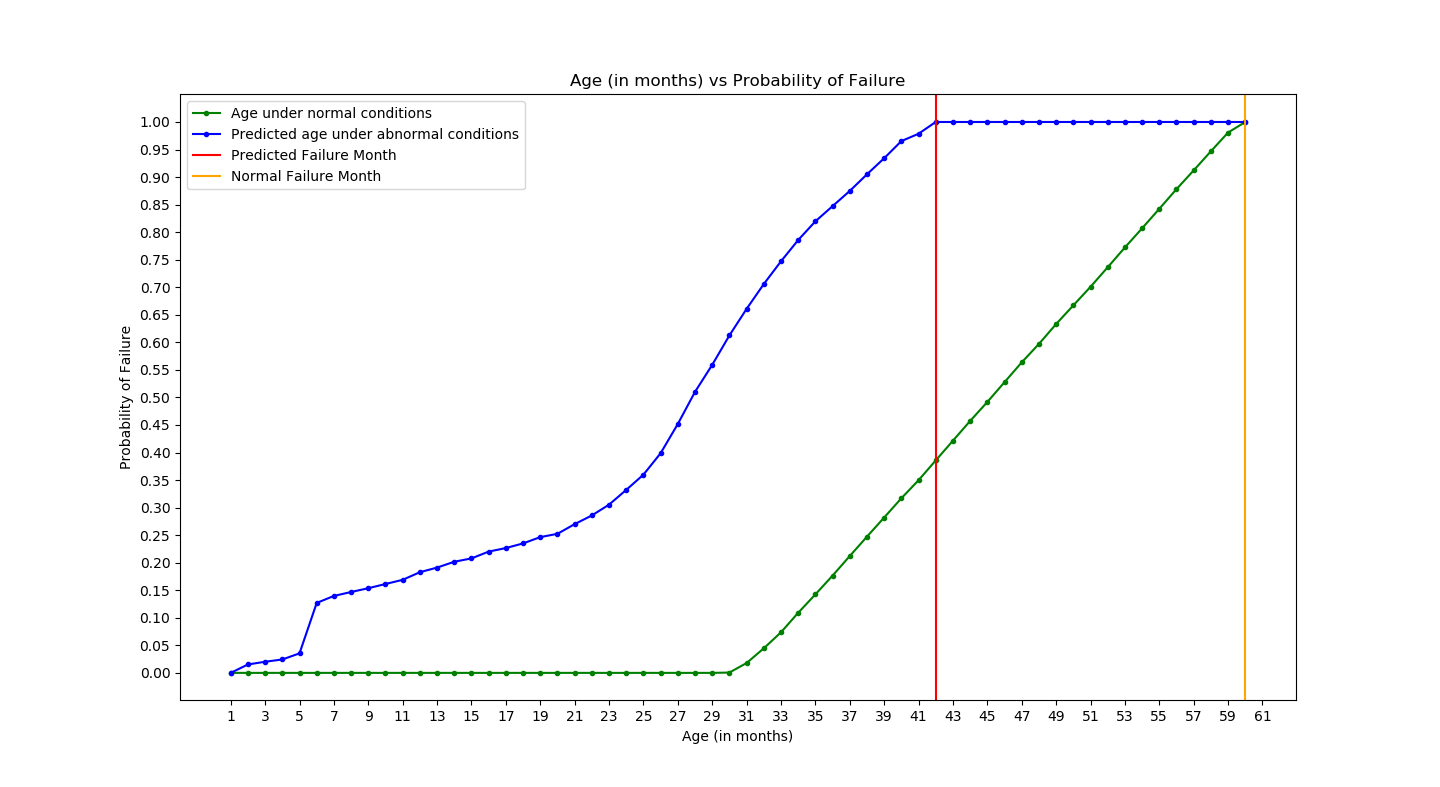 Age (in months) vs Probability of Failure
Age under normal conditions
Predicted age under abnormal conditions
Predicted Failure Month
Normal Failure Month
Probability of Failure
1.00
0.95
0.90
0.85
0.80
0.75
0.70
0.65
0.60
0.55
0.50
0.45
0.40
0.35
0.30
0.25
0.20
0.15
0.10
0.05
0.00
1 3 5 7 9 11 13 15 17 19 21 23 25 27 29 31 33 35 37 39 41 43 45 47 49 51 53 55 57 59 61
Age (in months)